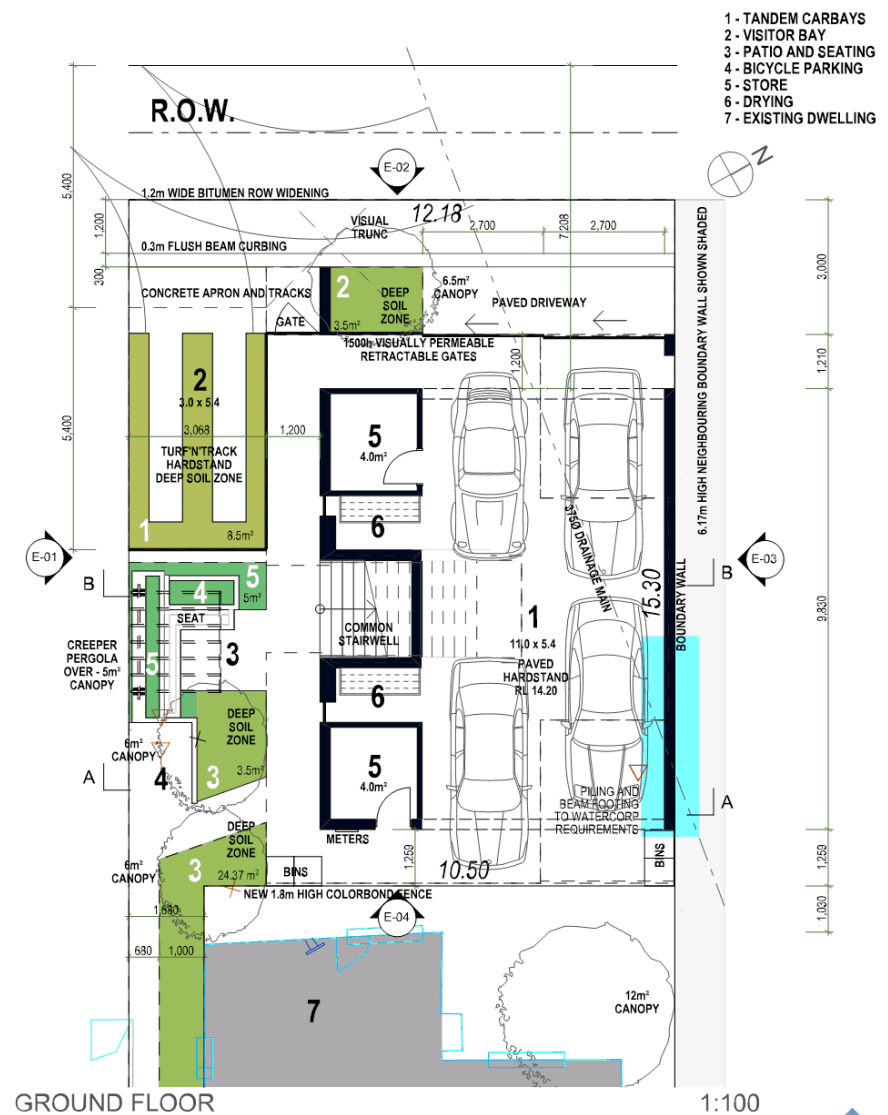 1 - TANDEM CARBAYS
2 - VISITOR BAY
3 - PATIO AND SEATING
4 - BICYCLE PARKING
5 - STORE
6 - DRYING
7 - EXISTING DWELLING
N
R.O.W.
E-02
5,400
1.2m WIDE BITUMEN ROW WIDENING
12.18
VISUAL
TRUNC
1,200
2,700
7,208
2,700
3,000
0.3m FLUSH BEAM CURBING
300
CONCRETE APRON AND TRACKS
2
DEEP
SOIL
ZONE
3.5m²
6.5m²
CANOPY
PAVED DRIVEWAY
GATE
1500h VISUALLY PERMEABLE
RETRACTABLE GATES
1,200
1,210
6.17m HIGH NEIGHBOURING BOUNDARY WALL SHOWN SHADED
2
3.0 x 5.4
3,068
1,200
5,400
TURF'N'TRACK
HARDSTAND
DEEP SOIL ZONE
1
8.5m²
5
4.0m²
6
375Ø DRAINAGE MAIN
E-01
E-03
B
B
5
5m²
4
SEAT
15.30
BOUNDARY WALL
9,830
COMMON
STAIRWELL
1
11.0 x 5.4
PAVED
HARDSTAND
RL 14.20
CREEPER
PERGOLA
OVER - 5m²
CANOPY
5
3
6
DEEP
SOIL
ZONE
3
3.5m²
6m²
CANOPY
4
A
A
5
4.0m²
PILING AND
BEAM FOOTING
TO WATERCORP
REQUIREMENTS
METERS
DEEP
SOIL
ZONE
3
24.37 m²
6m²
CANOPY
BINS
1,259
10.50
BINS
1,259
NEW 1.8m HIGH COLORBOND FENCE
E-04
1,680
680
1,000
1,030
7
12m²
CANOPY
GROUND FLOOR
1:100